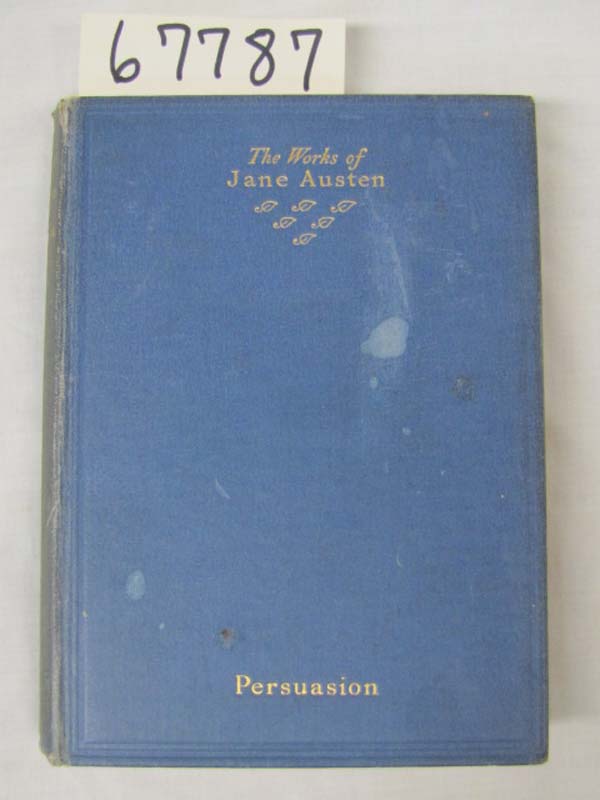 67787
The Works of
Jane Austen
Persuasion